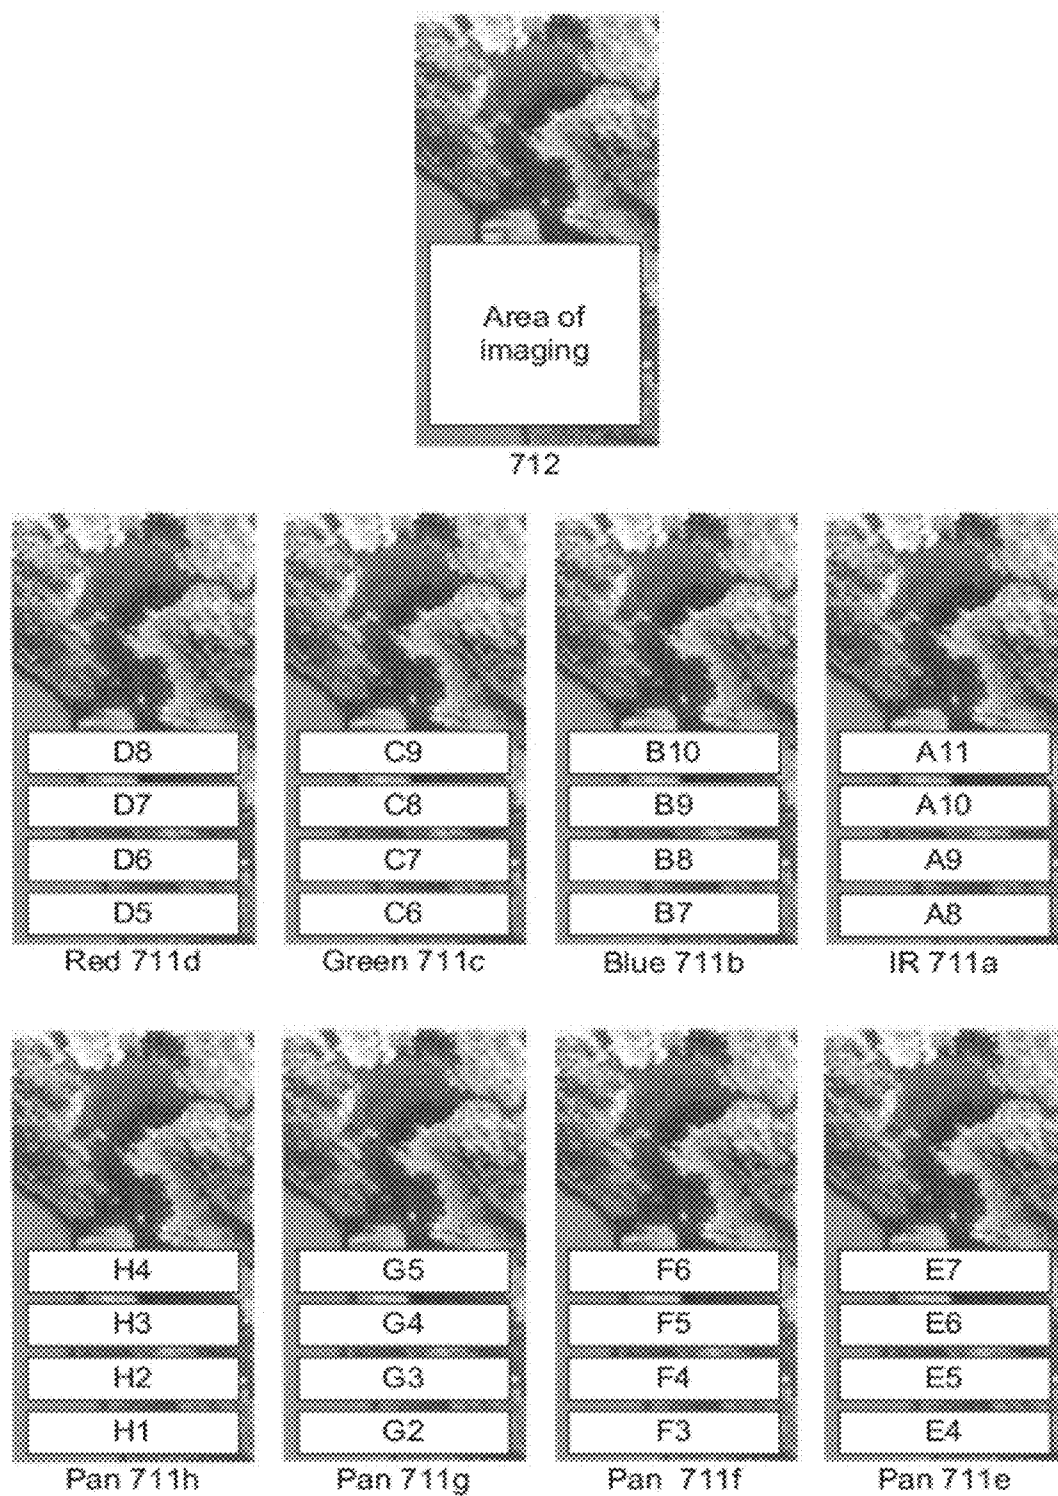 Area of
imaging
712
D8
D7
D6
D5
Red 711d
C9
C8
C7
C6
Green 711c
B10
B9
B8
B7
Blue 711b
A11
A10
A9
A8
IR 711a
H4
H3
H2
H1
Pan 711h
G5
G4
G3
G2
Pan 711g
F6
F5
F4
F3
Pan 711f
E7
E6
E5
E4
Pan 711e